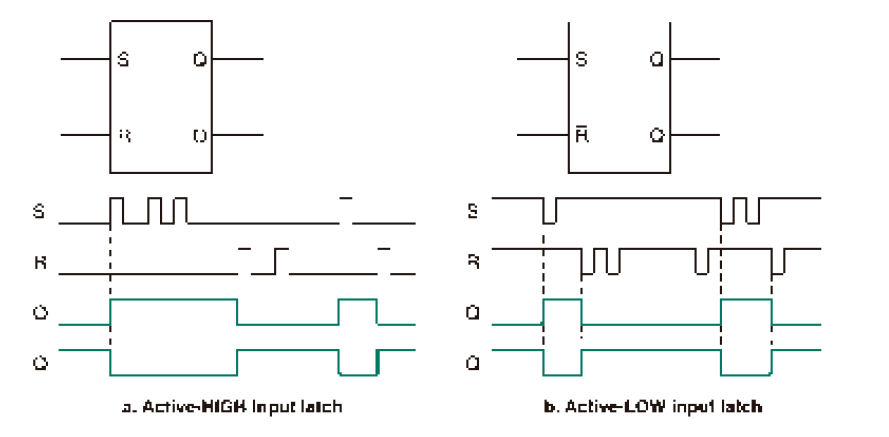 S Q
R Q
S Q
R̅ Q
S
R
Q
Q
a. Active-HIGH input latch
S
R
Q
Q
b. Active-LOW input latch